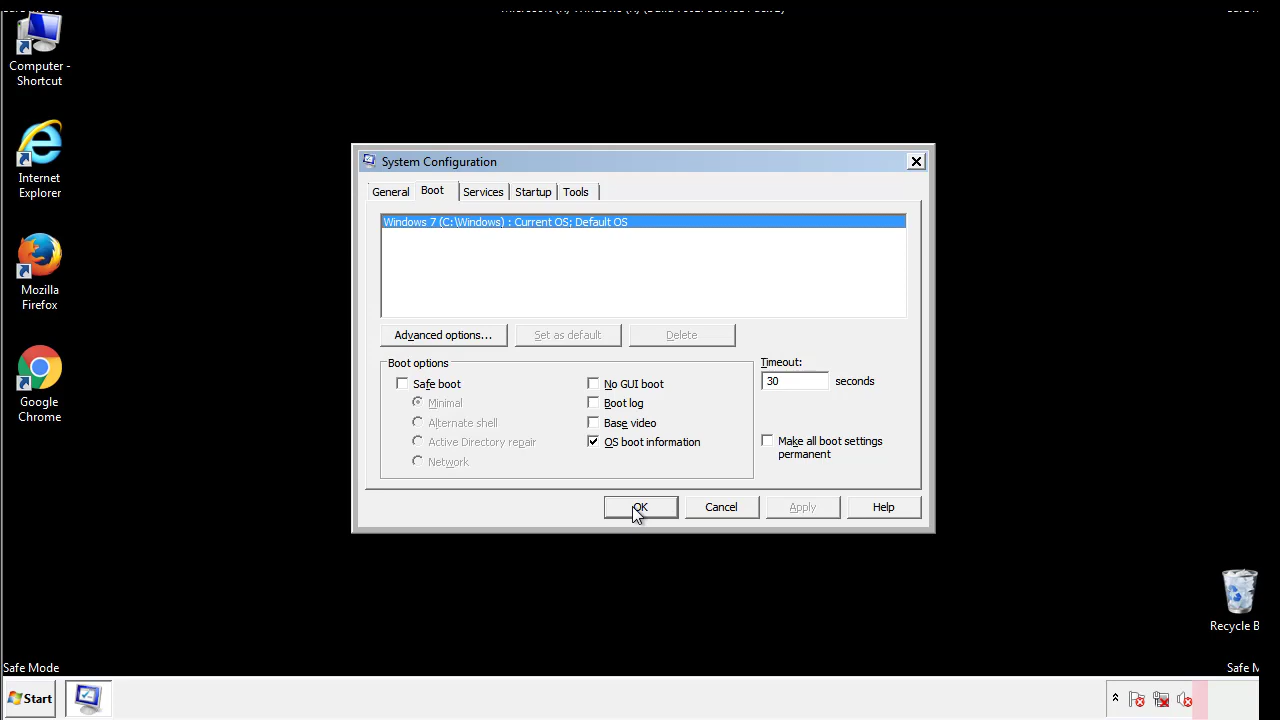 Computer -
Shortcut
Internet
Explorer
Mozilla
Firefox
Google
Chrome
System Configuration
General
Boot
Services
Startup
Tools
Windows 7 (C:\Windows) : Current OS; Default OS
Advanced options...
Set as default
Delete
Boot options
Safe boot
Minimal
Alternate shell
Active Directory repair
Network
No GUI boot
Boot log
Base video
OS boot information
Timeout:
30 seconds
Make all boot settings
permanent
OK
Cancel
Apply
Help
Recycle B
Safe Mode
Safe M
Start